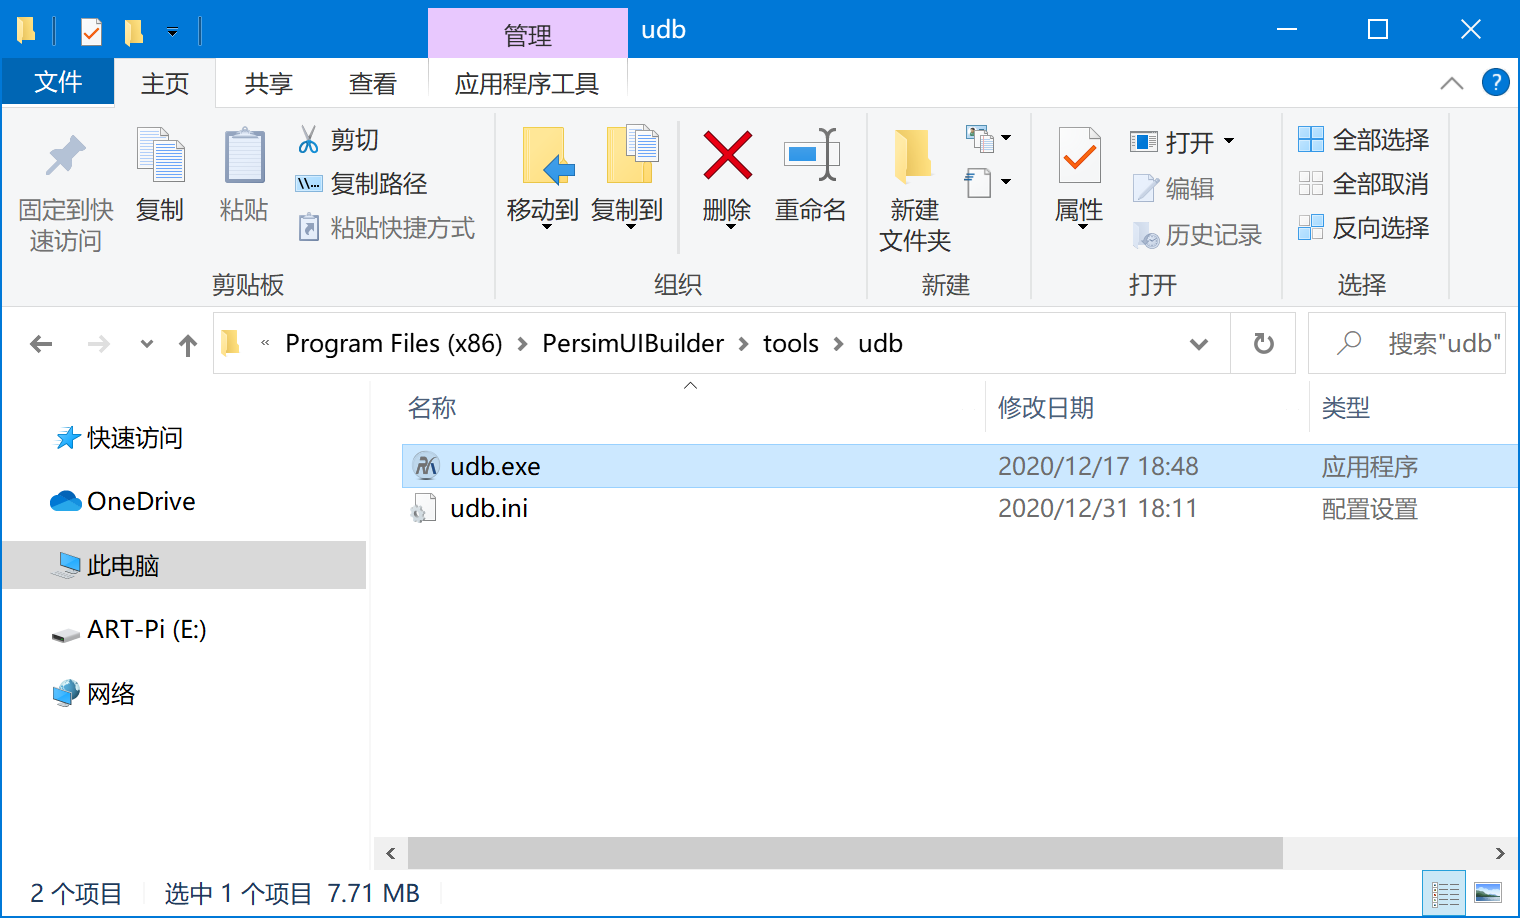 管理
udb
文件
主页
共享
查看
应用程序工具
?
固定到快
速访问
复制
粘贴
剪切
复制路径
粘贴快捷方式
剪贴板
移动到
复制到
删除
重命名
组织
新建
文件夹
新建
属性
打开
编辑
历史记录
打开
全部选择
全部取消
反向选择
选择
« Program Files (x86) > PersimUIBuilder > tools > udb
搜索"udb"
快速访问
OneDrive
此电脑
ART-Pi (E:)
网络
名称 修改日期 类型
udb.exe 2020/12/17 18:48 应用程序
udb.ini 2020/12/31 18:11 配置设置
2 个项目 选中 1 个项目 7.71 MB